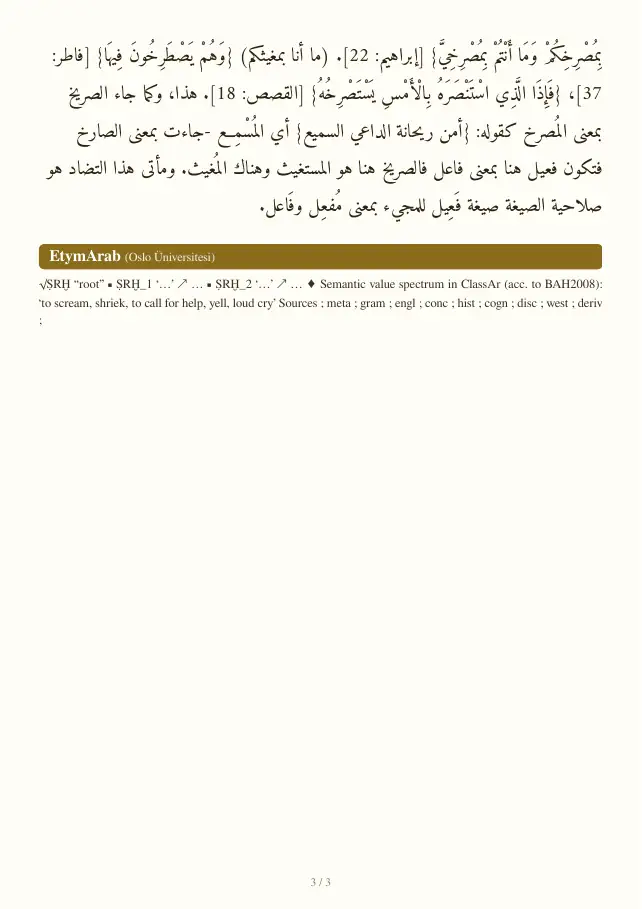 بِمُصْرِخِكُمْ وَمَا أَنْتُمْ بِمُصْرِخِيَّ} [إبراهيم: 22]. (ما أنا بمغيثكم) {وَهُمْ يَصْطَرِخُونَ فِيهَا} [فاطر:
37]، {فَإِذَا الَّذِي اسْتَنْصَرَهُ بِالْأَمْسِ يَسْتَصْرِخُهُ} [القصص: 18]. هذا، وكما جاء الصريخ
بمعنى المُصرخ كقوله: {أمن ريحانة الداعي السميع} أي المُسْمِع -جاءت بمعنى الصارخ
فتكون فعيل هنا بمعنى فاعل فالصريخ هنا هو المستغيث وهناك المُغيث. ومأتى هذا التضاد هو
صلاحية الصيغة صيغة فَعِيل للمجيء بمعنى مُفعِل وفَاعل.
EtymArab (Oslo Üniversitesi)
√ṢRḪ “root” ▪ ṢRḪ_1 ‘…’ ↗ … ▪ ṢRḪ_2 ‘…’ ↗ … ♦ Semantic value spectrum in ClassAr (acc. to BAH2008):
‘to scream, shriek, to call for help, yell, loud cry’ Sources ; meta ; gram ; engl ; conc ; hist ; cogn ; disc ; west ; deriv
;
3 / 3